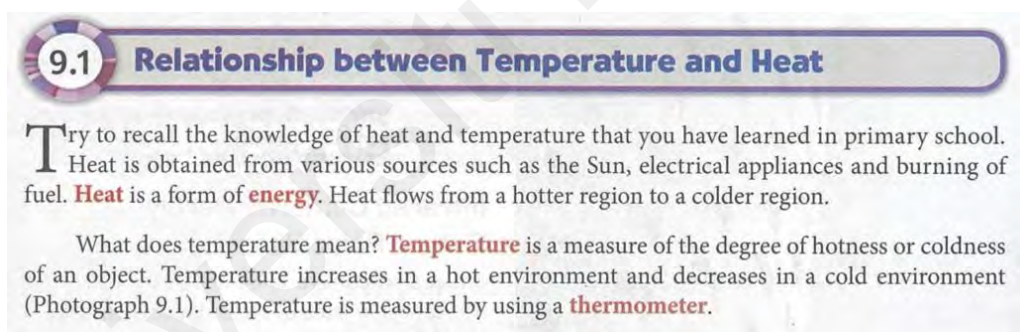 9.1 Relationship between Temperature and Heat
Try to recall the knowledge of heat and temperature that you have learned in primary school.
Heat is obtained from various sources such as the Sun, electrical appliances and burning of
fuel. Heat is a form of energy. Heat flows from a hotter region to a colder region.
What does temperature mean? Temperature is a measure of the degree of hotness or coldness
of an object. Temperature increases in a hot environment and decreases in a cold environment
(Photograph 9.1). Temperature is measured by using a thermometer.